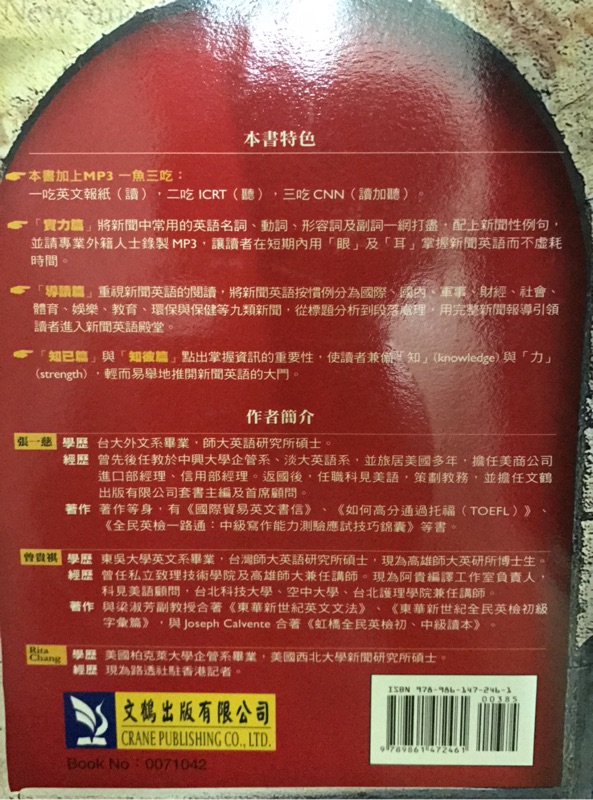 本書特色
本書加上MP3 一魚三吃：
一吃英文報紙（讀），二吃 ICRT（聽），三吃 CNN（讀加聽）。
「實力篇」將新聞中常用的英語名詞、動詞、形容詞及副詞一網打盡，配上新聞性例句，
並請專業外籍人士錄製 MP3，讓讀者在短期內用「眼」及「耳」掌握新聞英語而不虛耗
時間。
「導讀篇」重視新聞英語的閱讀，將新聞英語按慣例分為國際、國內、軍事、財經、社會、
體育、娛樂、教育、環保與保健等九類新聞，從標題分析到段落處理，用完整新聞報導引領
讀者進入新聞英語殿堂。
「知已篇」與「知彼篇」點出掌握資訊的重要性，使讀者兼備「知」(knowledge) 與「力」
(strength)，輕而易舉地推開新聞英語的大門。
作者簡介
張一慈 學歷 台大外文系畢業，師大英語研究所碩士。
經歷 曾先後任教於中興大學企管系、淡大英語系，並旅居美國多年，擔任美商公司
進口部經理、信用部經理。返國後，任職科見美語，策劃教務，並擔任文鶴
出版有限公司套書主編及首席顧問。
著作 著作等身，有《國際貿易英文書信》、《如何高分通過托福（TOEFL）》、
《全民英檢一路通：中級寫作能力測驗應試技巧錦囊》等書。
曾貴祺 學歷 東吳大學英文系畢業，台灣師大英語研究所碩士，現為高雄師大英研所博士生。
經歷 曾任私立致理技術學院及高雄師大兼任講師。現為阿貴編譯工作室負責人，
科見美語顧問，台北科技大學、空中大學、台北護理學院兼任講師。
著作 與梁淑芳副教授合著《東華新世紀英文文法》、《東華新世紀全民英檢初級
字彙篇》，與 Joseph Calvente 合著《虹橋全民英檢初、中級讀本》。
Rita Chang 學歷 美國柏克萊大學企管系畢業，美國西北大學新聞研究所碩士。
經歷 現為路透社駐香港記者。
ISBN 978-986-147-246-1
00385
9 789861 472461
文鶴出版有限公司
CRANE PUBLISHING CO., LTD.
Book No：0071042